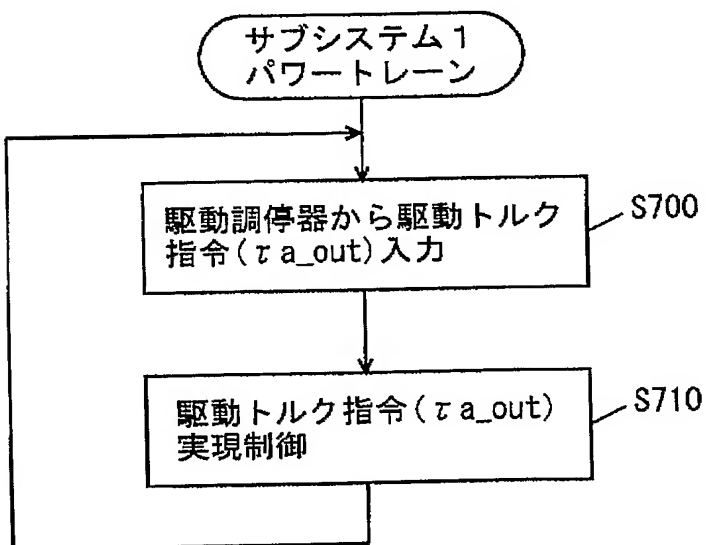 サブシステム1
パワートレーン
駆動調停器から駆動トルク
指令(τa_out)入力
S700
駆動トルク指令(τa_out)
実現制御
S710